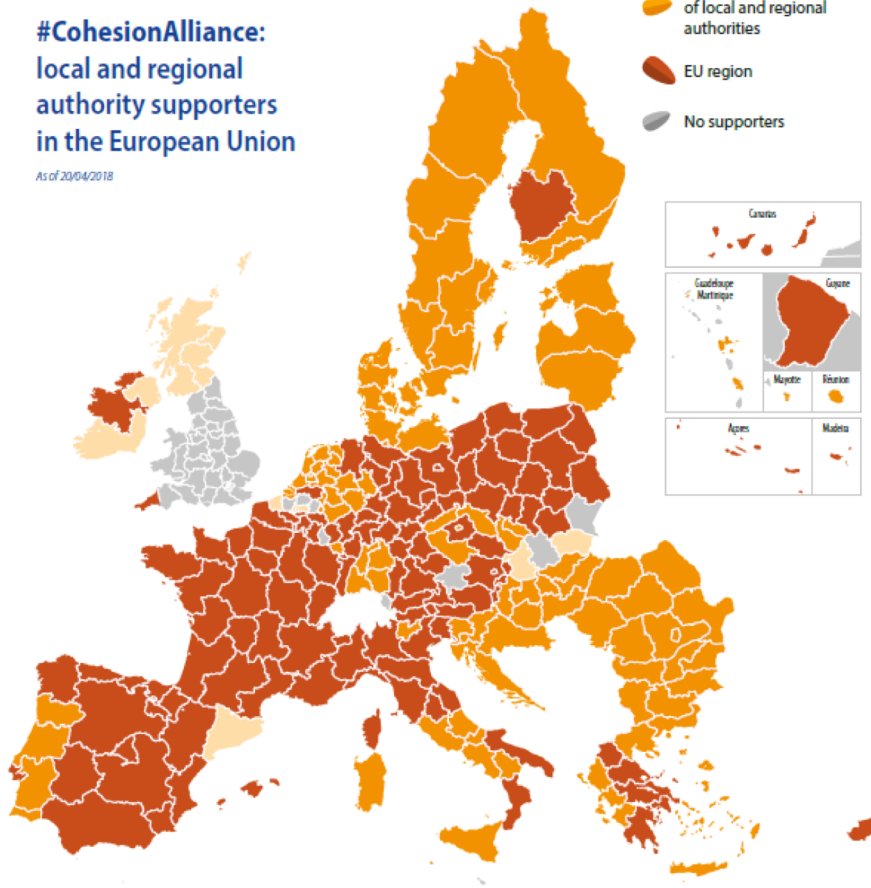 #CohesionAlliance:
local and regional
authority supporters
in the European Union
As of 20/04/2018
of local and regional
authorities
EU region
No supporters
Canarias
Guadeloupe
Martinique
Guyane
Mayotte
Réunion
Açores
Madeira